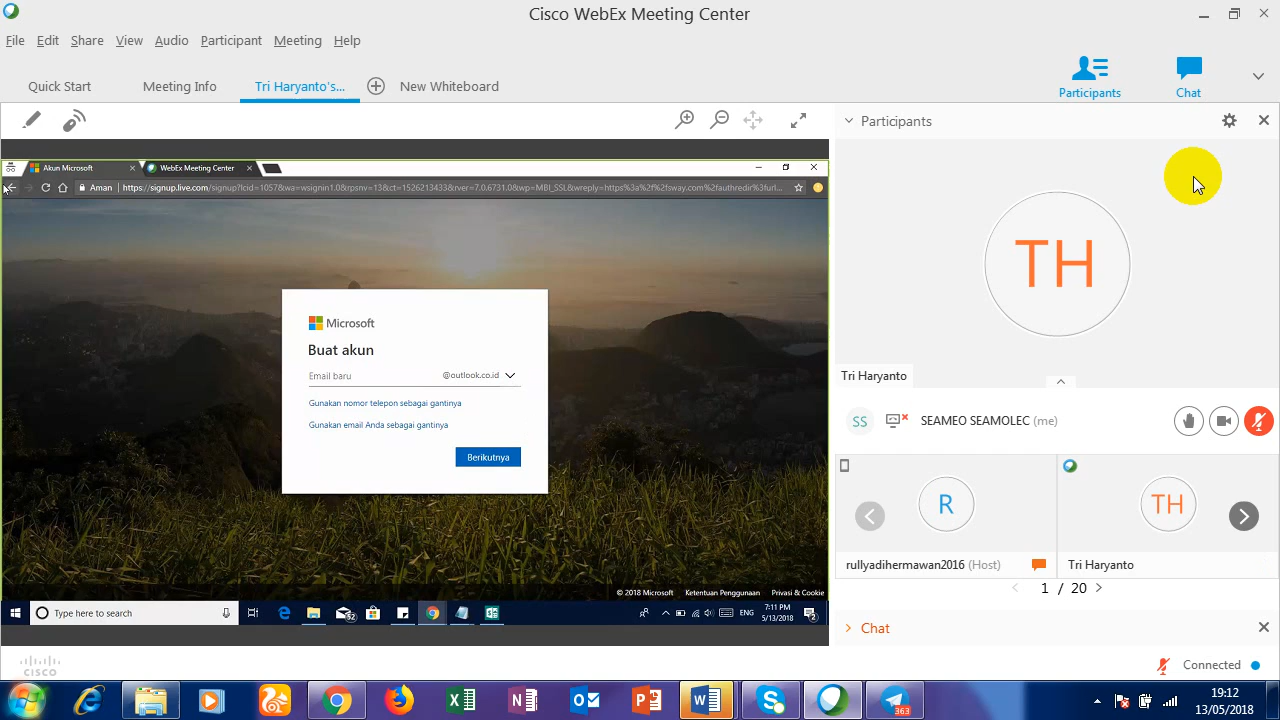 Cisco WebEx Meeting Center
File Edit Share View Audio Participant Meeting Help
Quick Start Meeting Info Tri Haryanto's... New Whiteboard
Participants Chat
Participants
Akun Microsoft WebEx Meeting Center
Aman https://signup.live.com/signup?lcid=1057&wa=wsignin1.0&rpsnv=13&ct=1526213433&rver=7.0.6731.0&wp=MBI_SSL&wreply=https%3a%2f%2fsway.com%2fauthredir%3furl...
TH
Microsoft
Buat akun
Email baru @outlook.co.id
Gunakan nomor telepon sebagai gantinya
Gunakan email Anda sebagai gantinya
Berikutnya
Tri Haryanto
SS SEAMEO SEAMOLEC (me)
R TH
rullyadihermawan2016 (Host) Tri Haryanto
1 / 20
© 2018 Microsoft Ketentuan Penggunaan Privasi & Cookie
Type here to search
52
ENG
7:11 PM
5/13/2018
2
Chat
cisco
Connected
363
19:12
13/05/2018